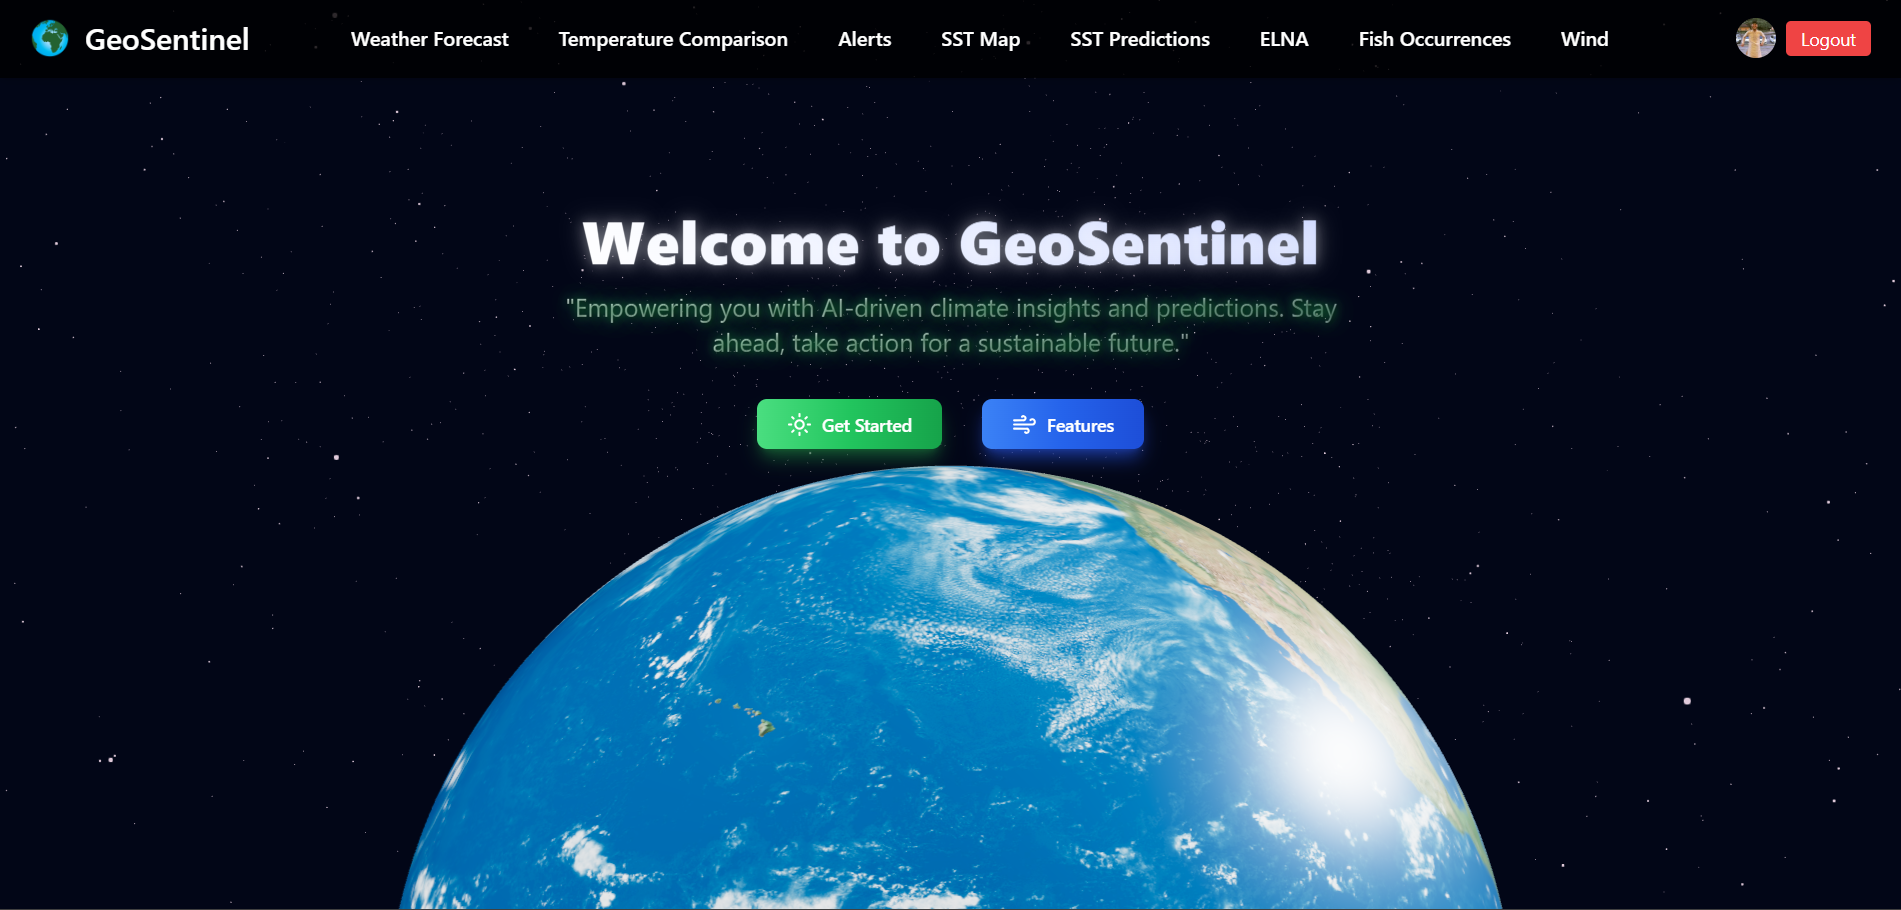 GeoSentinel
Weather Forecast
Temperature Comparison
Alerts
SST Map
SST Predictions
ELNA
Fish Occurrences
Wind
Logout
Welcome to GeoSentinel
"Empowering you with AI-driven climate insights and predictions. Stay
ahead, take action for a sustainable future."
Get Started
Features